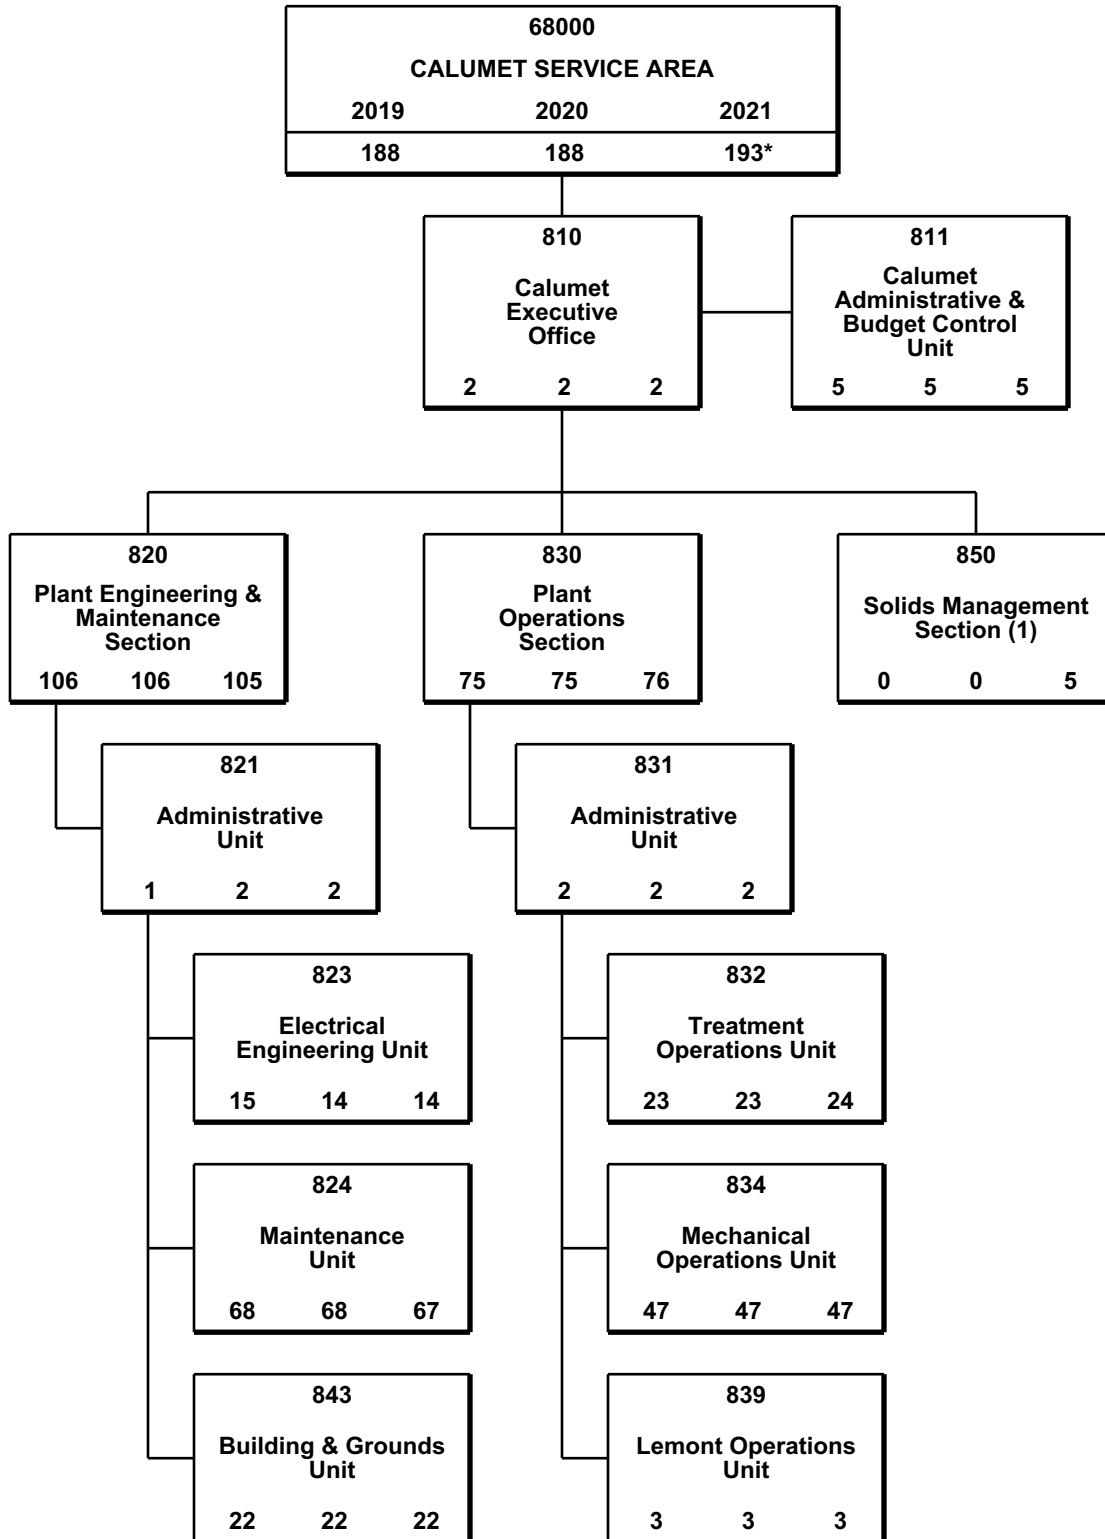 68000
CALUMET SERVICE AREA
2019 2020 2021
188 188 193*
810
Calumet
Executive
Office
2 2 2
811
Calumet
Administrative &
Budget Control
Unit
5 5 5
820
Plant Engineering &
Maintenance
Section
106 106 105
830
Plant
Operations
Section
75 75 76
850
Solids Management
Section (1)
0 0 5
821
Administrative
Unit
1 2 2
831
Administrative
Unit
2 2 2
823
Electrical
Engineering Unit
15 14 14
832
Treatment
Operations Unit
23 23 24
824
Maintenance
Unit
68 68 67
834
Mechanical
Operations Unit
47 47 47
843
Building & Grounds
Unit
22 22 22
839
Lemont Operations
Unit
3 3 3